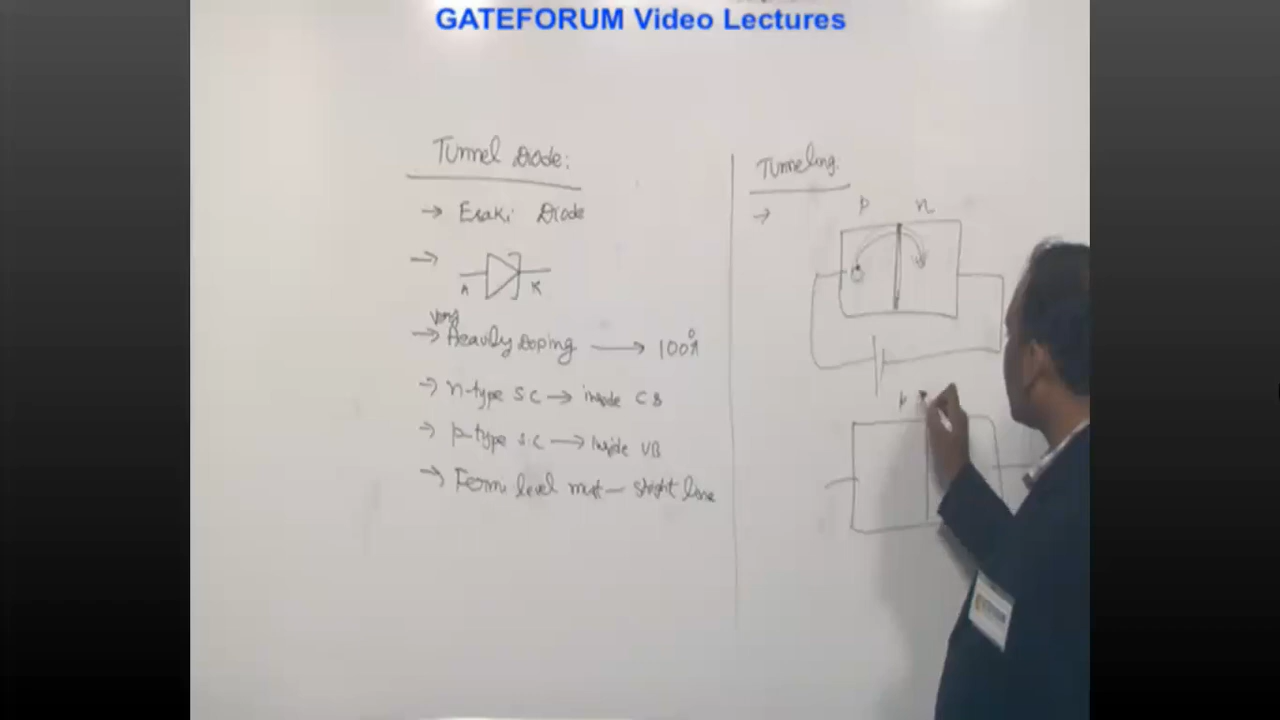 GATEFORUM Video Lectures
Tunnel Diode:
→ Esaki Diode
→
A K
very
→ Heavily Doping → 100Å
→ n-type SC → inside CB
→ p-type SC → Inside VB
→ Fermi level must – straight line
Tunneling.
→
p n
p